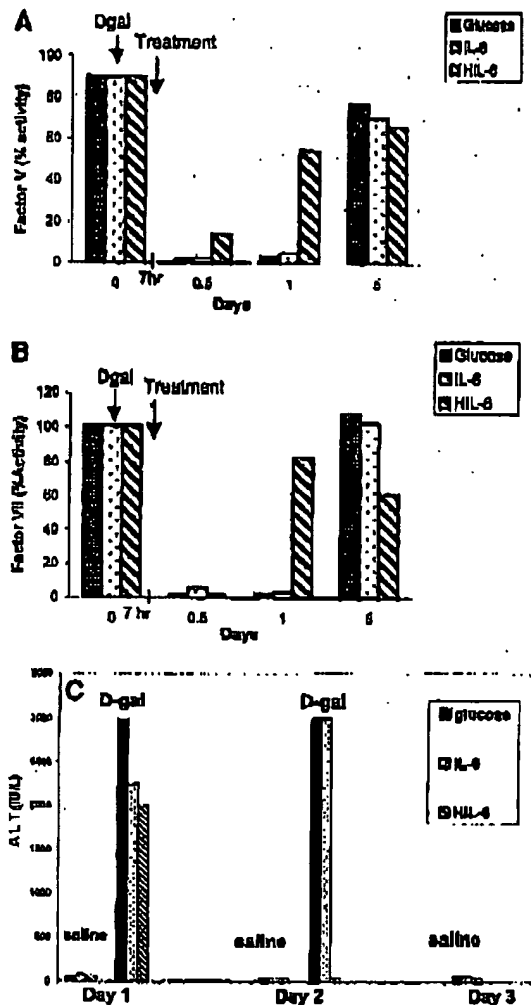 A
Dgal
Treatment
Glucose
IL-6
HIL-6
Factor V (% activity)
100
80
60
40
20
0
0
7hr
0.5
1
Days
B
Dgal
Treatment
Glucose
IL-6
HIL-6
Factor VII (%Activity)
120
100
80
60
40
20
0
0
7 hr
0.5
1
Days
C
D-gal
D-gal
glucose
IL-6
HIL-6
ALT (IU/L)
1000
500
0
saline
saline
saline
Day 1
Day 2
Day 3